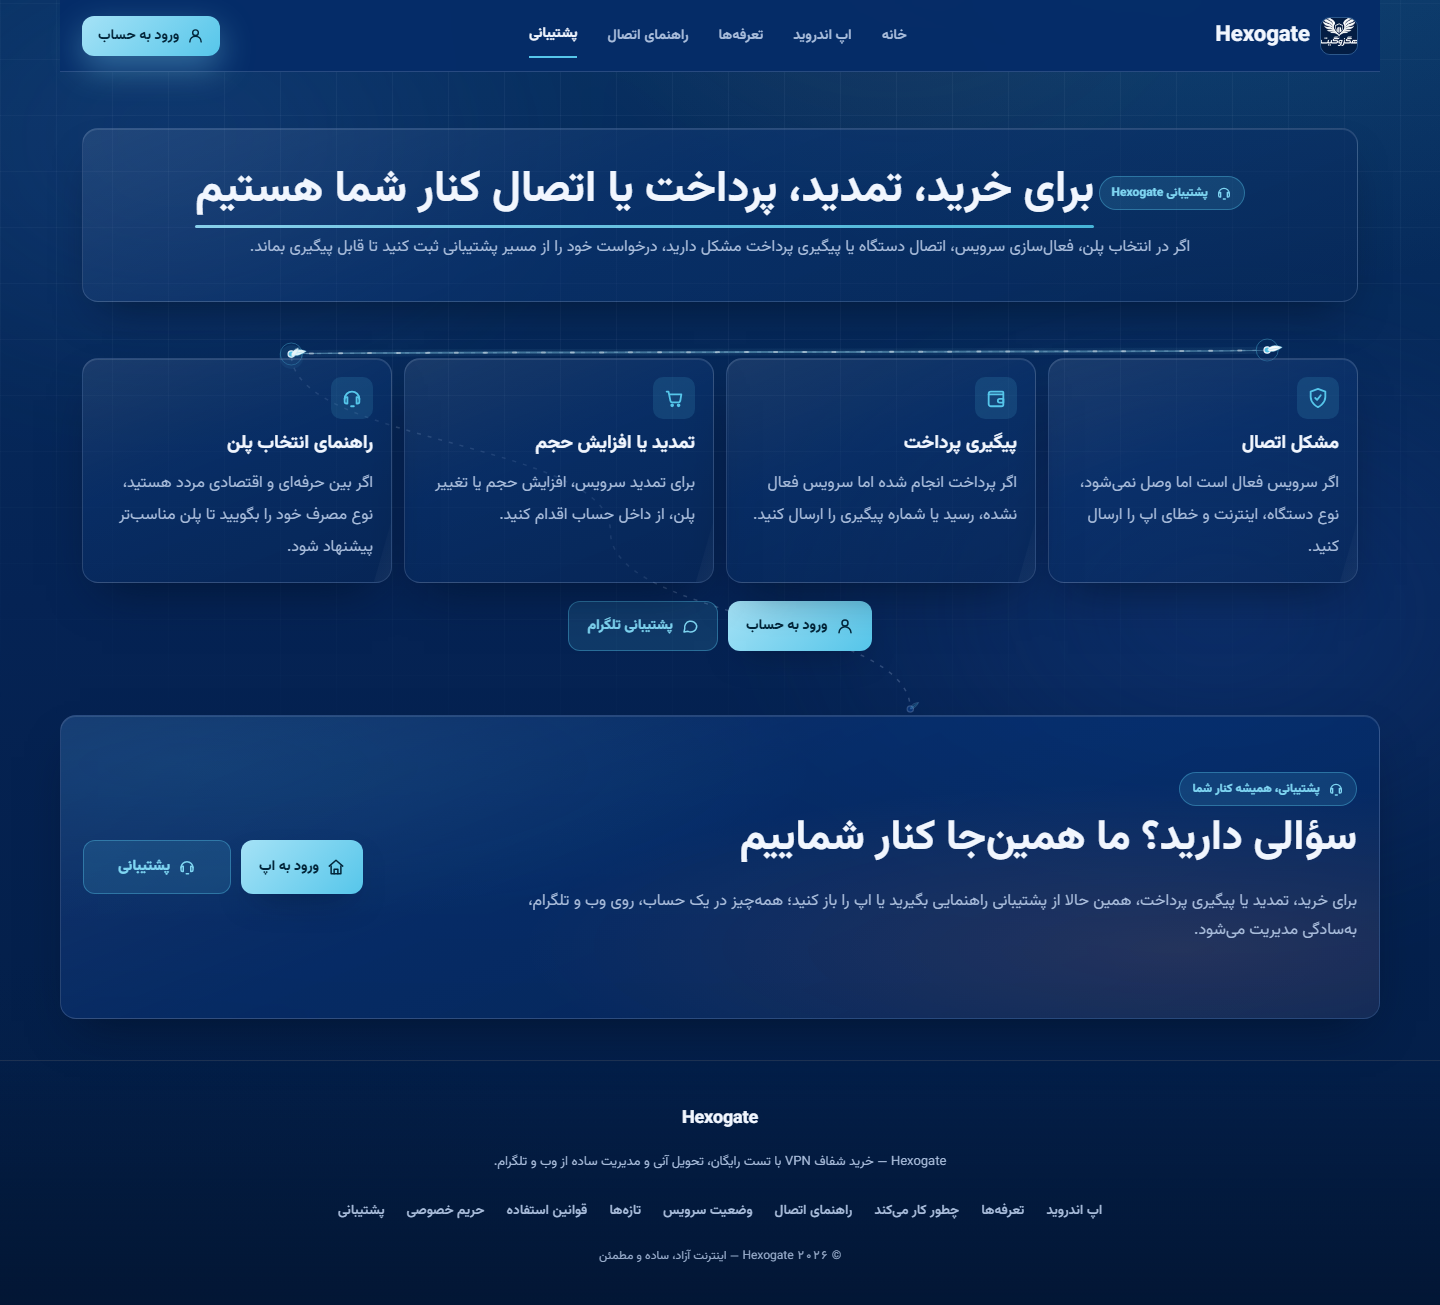 هگزوگیت
Hexogate
خانه
اپ اندروید
تعرفه‌ها
راهنمای اتصال
پشتیبانی
ورود به حساب
پشتیبانی Hexogate
برای خرید، تمدید، پرداخت یا اتصال کنار شما هستیم
اگر در انتخاب پلن، فعال‌سازی سرویس، اتصال دستگاه یا پیگیری پرداخت مشکل دارید، درخواست خود را از مسیر پشتیبانی ثبت کنید تا قابل پیگیری بماند.
مشکل اتصال
اگر سرویس فعال است اما وصل نمی‌شود،
نوع دستگاه، اینترنت و خطای اپ را ارسال
کنید.
پیگیری پرداخت
اگر پرداخت انجام شده اما سرویس فعال
نشده، رسید یا شماره پیگیری را ارسال کنید.
تمدید یا افزایش حجم
برای تمدید سرویس، افزایش حجم یا تغییر
پلن، از داخل حساب اقدام کنید.
راهنمای انتخاب پلن
اگر بین حرفه‌ای و اقتصادی مردد هستید،
نوع مصرف خود را بگویید تا پلن مناسب‌تر
پیشنهاد شود.
ورود به حساب
پشتیبانی تلگرام
پشتیبانی، همیشه کنار شما
سؤالی دارید؟ ما همین‌جا کنار شماییم
برای خرید، تمدید یا پیگیری پرداخت، همین حالا از پشتیبانی راهنمایی بگیرید یا اپ را باز کنید؛ همه‌چیز در یک حساب، روی وب و تلگرام،
به‌سادگی مدیریت می‌شود.
ورود به اپ
پشتیبانی
Hexogate
Hexogate — خرید شفاف VPN با تست رایگان، تحویل آنی و مدیریت ساده از وب و تلگرام.
اپ اندروید
تعرفه‌ها
چطور کار می‌کند
راهنمای اتصال
وضعیت سرویس
تازه‌ها
قوانین استفاده
حریم خصوصی
پشتیبانی
© ۲۰۲۶ Hexogate — اینترنت آزاد، ساده و مطمئن